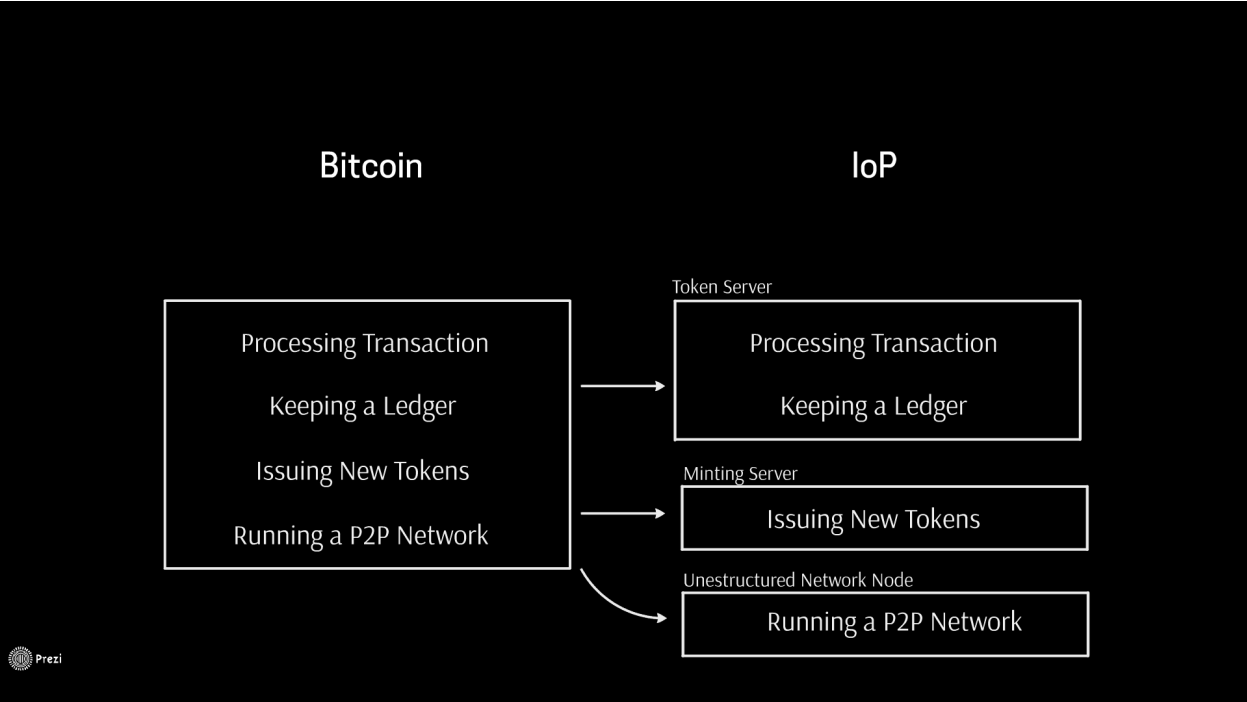 Bitcoin
IoP
Processing Transaction
Keeping a Ledger
Issuing New Tokens
Running a P2P Network
Token Server
Processing Transaction
Keeping a Ledger
Minting Server
Issuing New Tokens
Unestructured Network Node
Running a P2P Network
Prezi